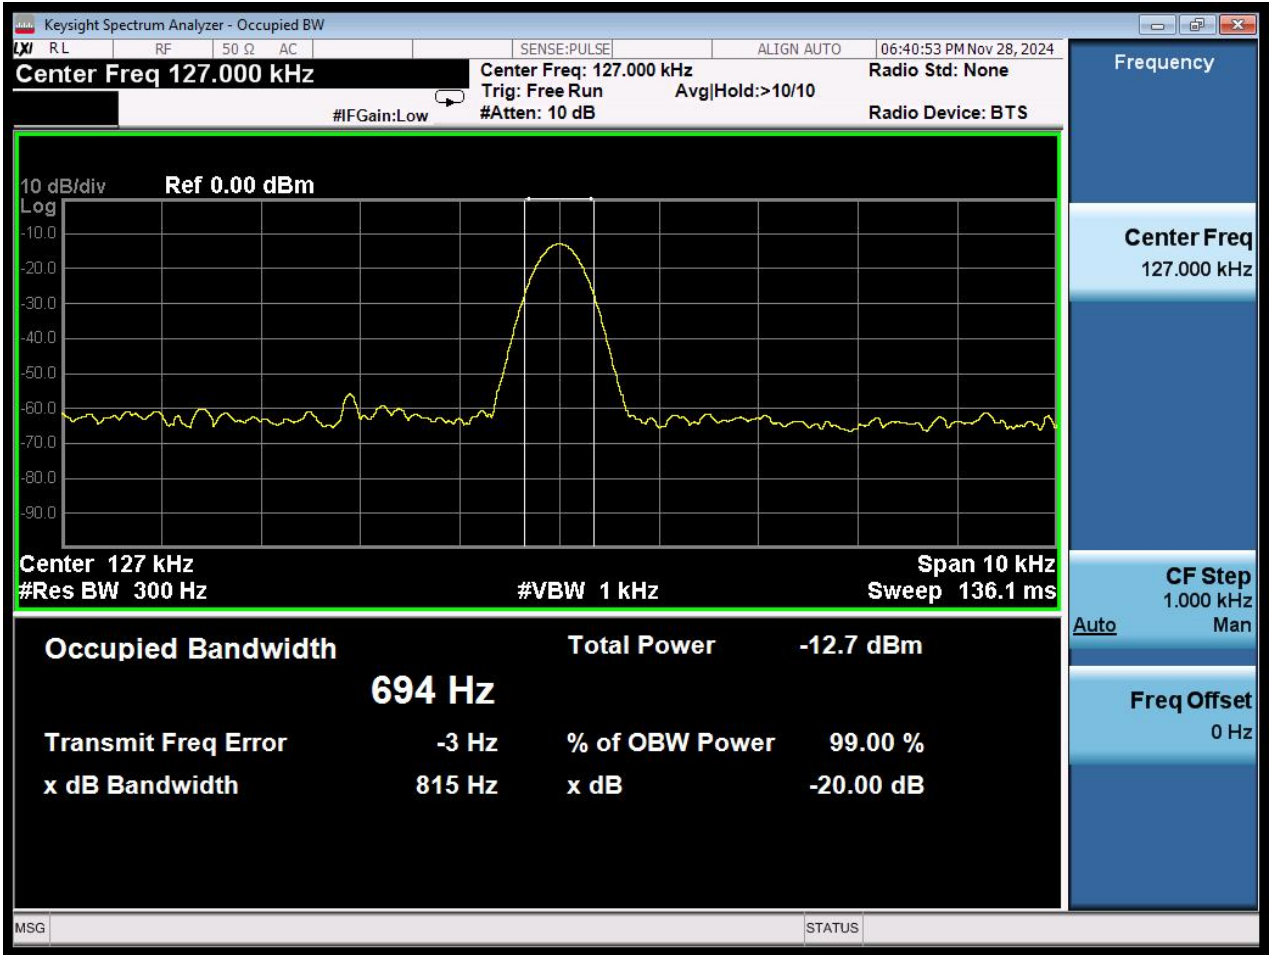 Keysight Spectrum Analyzer - Occupied BW
LXI RL RF 50 Ω AC SENSE:PULSE ALIGN AUTO 06:40:53 PM Nov 28, 2024
Center Freq 127.000 kHz
Center Freq: 127.000 kHz Radio Std: None
Trig: Free Run Avg|Hold:>10/10
#IFGain:Low #Atten: 10 dB Radio Device: BTS
10 dB/div Ref 0.00 dBm
Log
-10.0
-20.0
-30.0
-40.0
-50.0
-60.0
-70.0
-80.0
-90.0
Center 127 kHz Span 10 kHz
#Res BW 300 Hz #VBW 1 kHz Sweep 136.1 ms
Occupied Bandwidth Total Power -12.7 dBm
694 Hz
Transmit Freq Error -3 Hz % of OBW Power 99.00 %
x dB Bandwidth 815 Hz x dB -20.00 dB
MSG STATUS
Frequency
Center Freq
127.000 kHz
CF Step
1.000 kHz
Auto Man
Freq Offset
0 Hz